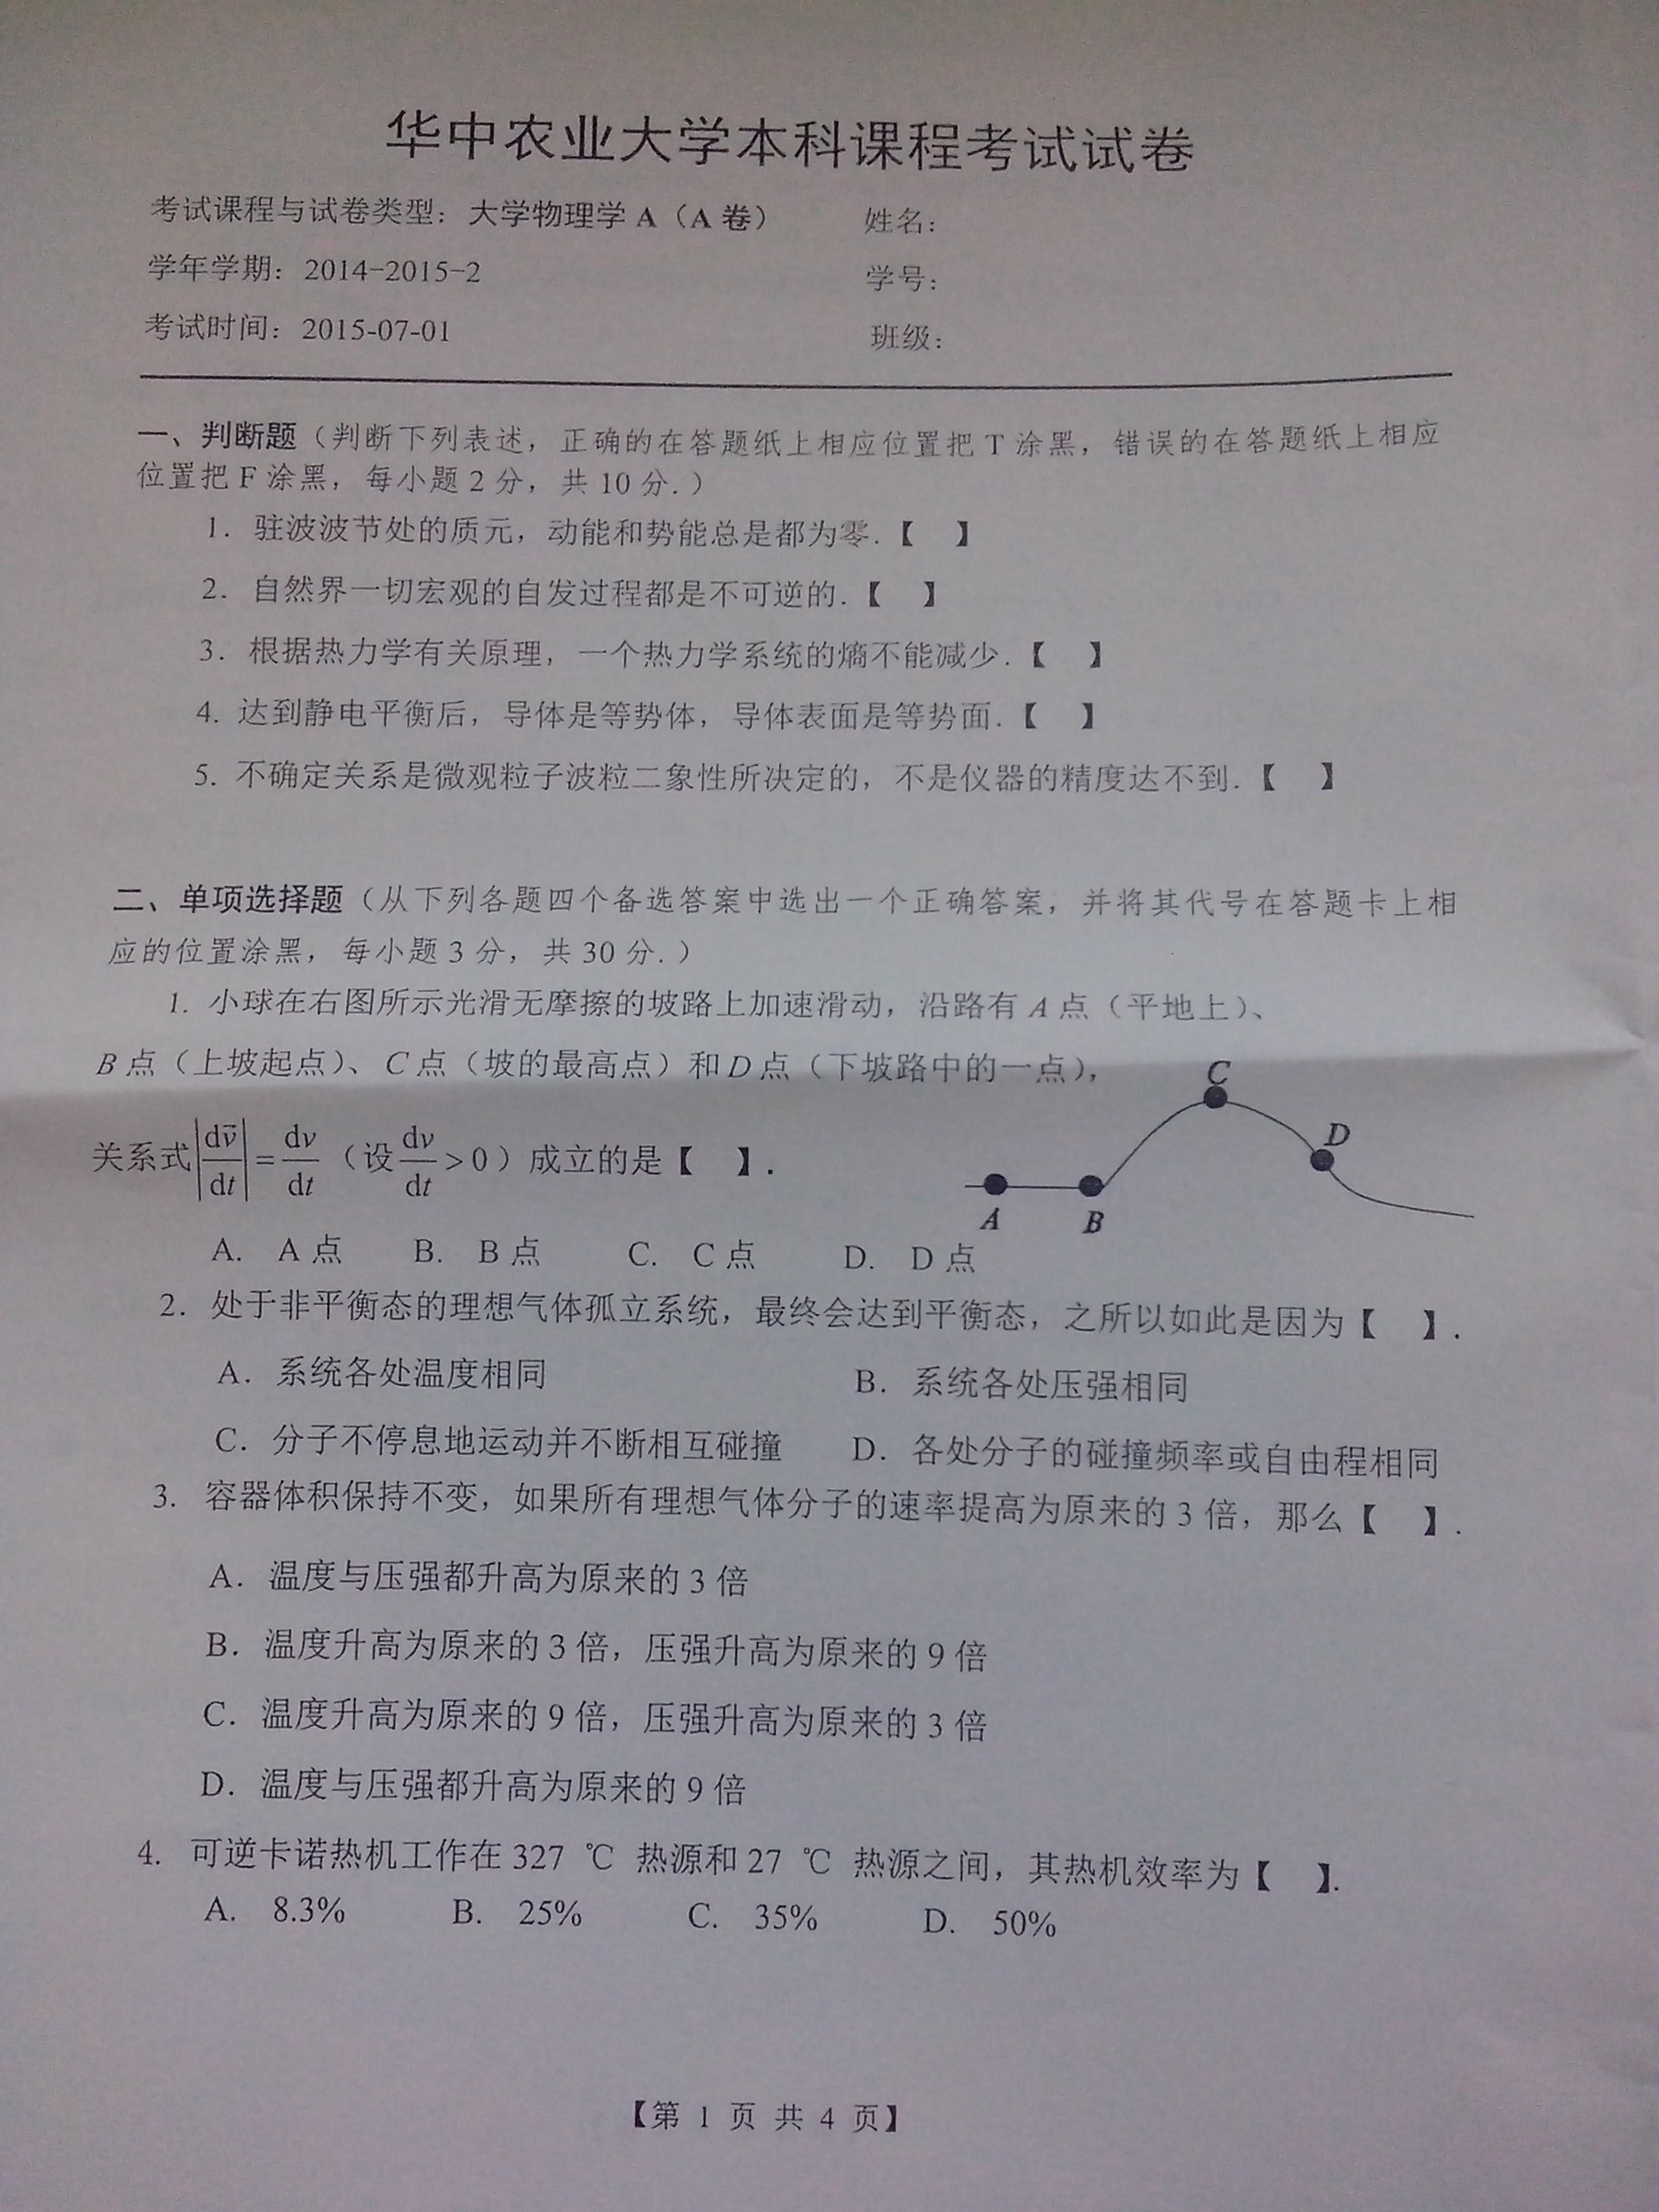 华中农业大学本科课程考试试卷
考试课程与试卷类型：大学物理学 A（A 卷） 姓名：
学年学期：2014-2015-2 学号：
考试时间：2015-07-01 班级：
一、判断题（判断下列表述，正确的在答题纸上相应位置把 T 涂黑，错误的在答题纸上相应
位置把 F 涂黑，每小题 2 分，共 10 分.）
1. 驻波波节处的质元，动能和势能总是都为零.【 】
2. 自然界一切宏观的自发过程都是不可逆的.【 】
3. 根据热力学有关原理，一个热力学系统的熵不能减少.【 】
4. 达到静电平衡后，导体是等势体，导体表面是等势面.【 】
5. 不确定关系是微观粒子波粒二象性所决定的，不是仪器的精度达不到.【 】
二、单项选择题（从下列各题四个备选答案中选出一个正确答案，并将其代号在答题卡上相
应的位置涂黑，每小题 3 分，共 30 分.）
1. 小球在右图所示光滑无摩擦的坡路上加速滑动，沿路有 A 点（平地上）、
B 点（上坡起点）、C 点（坡的最高点）和 D 点（下坡路中的一点），
关系式|dv̄/dt|=dv/dt（设dv/dt>0）成立的是【 】.
C
D
A B
A. A 点 B. B 点 C. C 点 D. D 点
2. 处于非平衡态的理想气体孤立系统，最终会达到平衡态，之所以如此是因为【 】.
A. 系统各处温度相同 B. 系统各处压强相同
C. 分子不停息地运动并不断相互碰撞 D. 各处分子的碰撞频率或自由程相同
3. 容器体积保持不变，如果所有理想气体分子的速率提高为原来的 3 倍，那么【 】.
A. 温度与压强都升高为原来的 3 倍
B. 温度升高为原来的 3 倍，压强升高为原来的 9 倍
C. 温度升高为原来的 9 倍，压强升高为原来的 3 倍
D. 温度与压强都升高为原来的 9 倍
4. 可逆卡诺热机工作在 327 ℃ 热源和 27 ℃ 热源之间，其热机效率为【 】.
A. 8.3% B. 25% C. 35% D. 50%
【第 1 页 共 4 页】